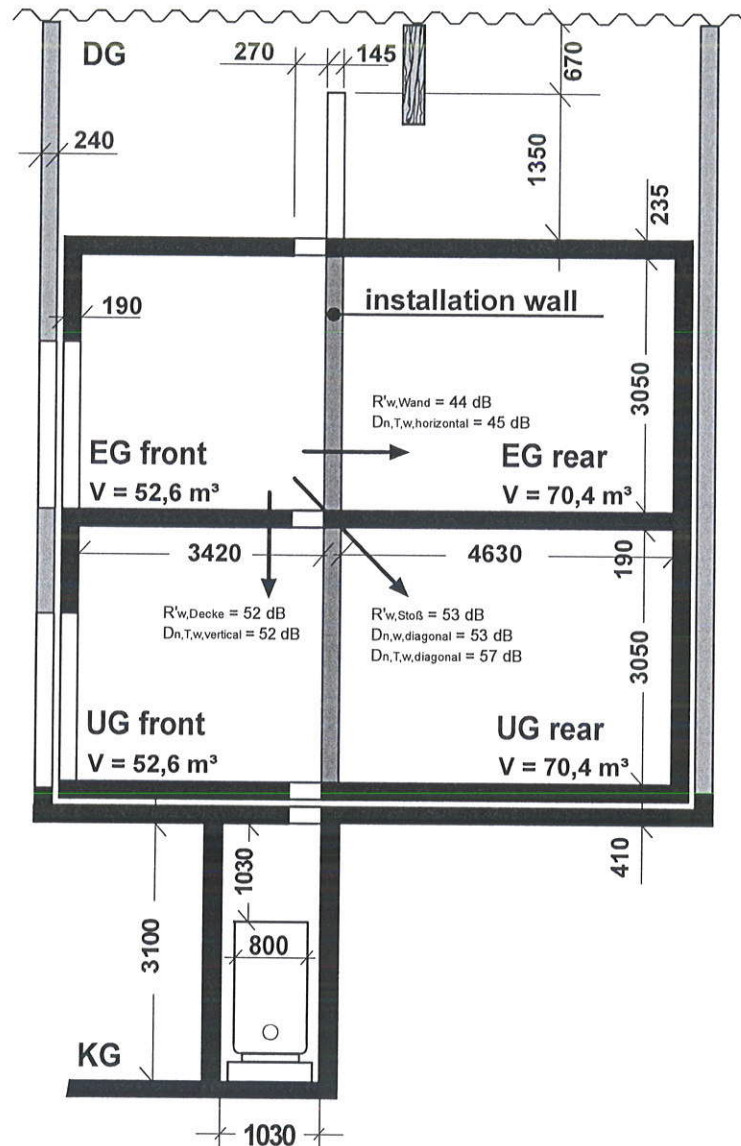 DG
270
145
670
240
1350
235
190
installation wall
R'w,Wand = 44 dB
Dn,T,w,horizontal = 45 dB
3050
EG front
V = 52,6 m³
EG rear
V = 70,4 m³
3420
4630
190
R'w,Decke = 52 dB
Dn,T,w,vertical = 52 dB
R'w,Stoß = 53 dB
Dn,w,diagonal = 53 dB
Dn,T,w,diagonal = 57 dB
3050
UG front
V = 52,6 m³
UG rear
V = 70,4 m³
410
1030
3100
800
KG
1030